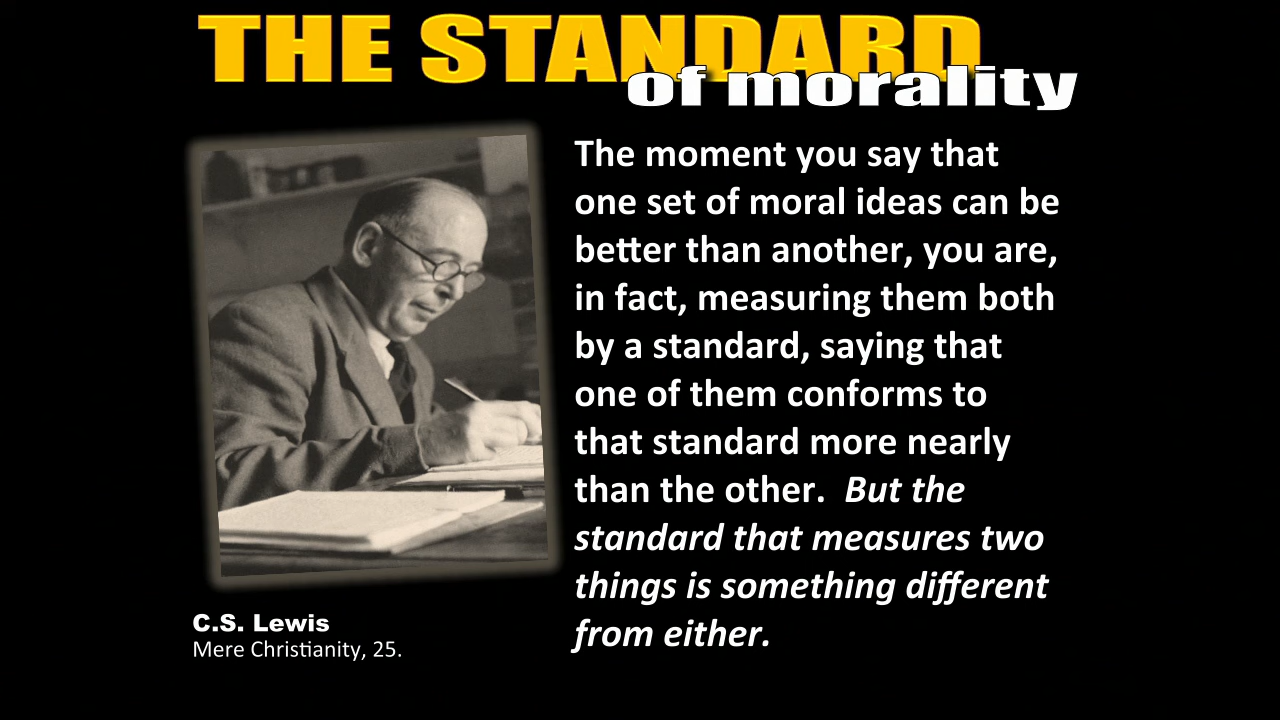 THE STANDARD
of morality
The moment you say that
one set of moral ideas can be
better than another, you are,
in fact, measuring them both
by a standard, saying that
one of them conforms to
that standard more nearly
than the other.  But the
standard that measures two
things is something different
from either.
C.S. Lewis
Mere Christianity, 25.